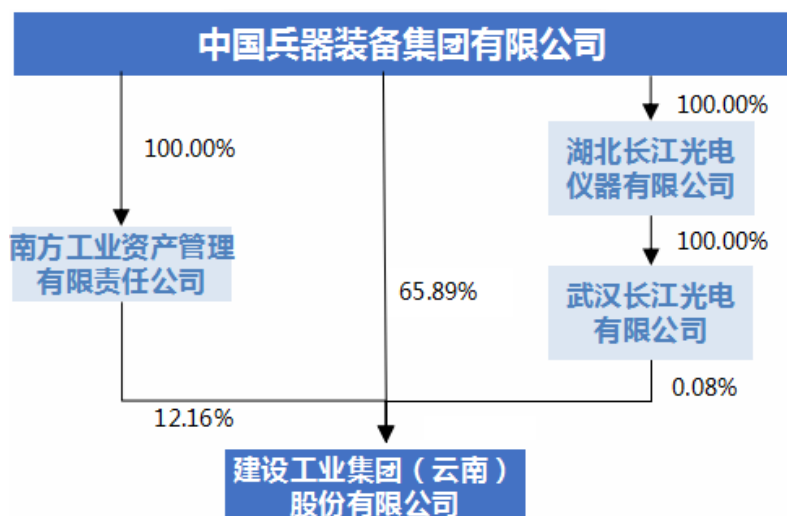 中国兵器装备集团有限公司
100.00%
100.00%
湖北长江光电
仪器有限公司
100.00%
南方工业资产管理
有限责任公司
65.89%
武汉长江光电
有限公司
12.16%
0.08%
建设工业集团（云南）
股份有限公司